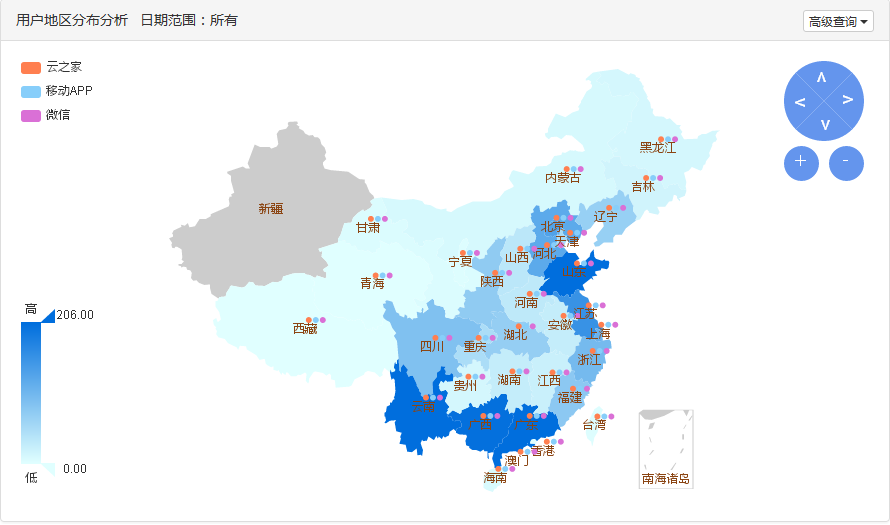 用户地区分布分析 日期范围：所有
高级查询
云之家
移动APP
微信
黑龙江
内蒙古
吉林
新疆
辽宁
甘肃
北京
天津
河北
山西
宁夏
陕西
青海
河南
江苏
西藏
安徽
上海
湖北
四川
重庆
浙江
湖南
江西
贵州
福建
台湾
香港
澳门
海南
南海诸岛
高
206.00
0.00
低
+
-